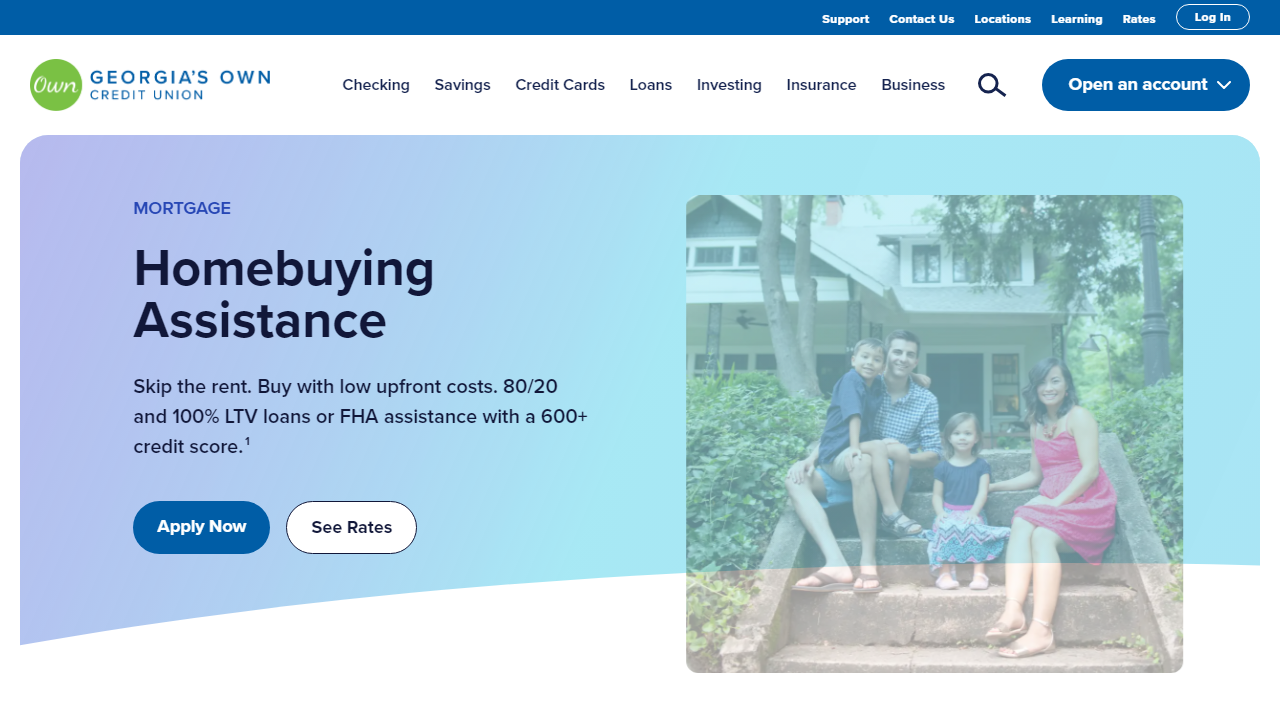 Support Contact Us Locations Learning Rates Log In
Own GEORGIA'S OWN
CREDIT UNION
Checking Savings Credit Cards Loans Investing Insurance Business Open an account
MORTGAGE
Homebuying
Assistance
Skip the rent. Buy with low upfront costs. 80/20
and 100% LTV loans or FHA assistance with a 600+
credit score.¹
Apply Now See Rates